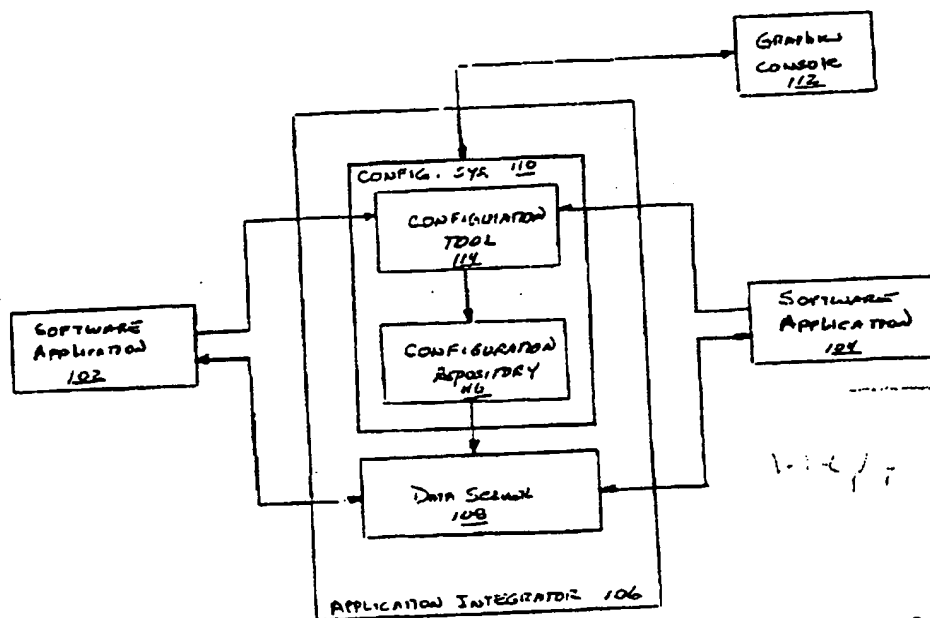 GRAPHICS
CONSOLE
112
CONFIG. SYS 110
CONFIGURATION
TOOL
114
SOFTWARE
APPLICATION
102
SOFTWARE
APPLICATION
104
CONFIGURATION
REPOSITORY
116
DATA SERVER
108
APPLICATION INTEGRATOR 106